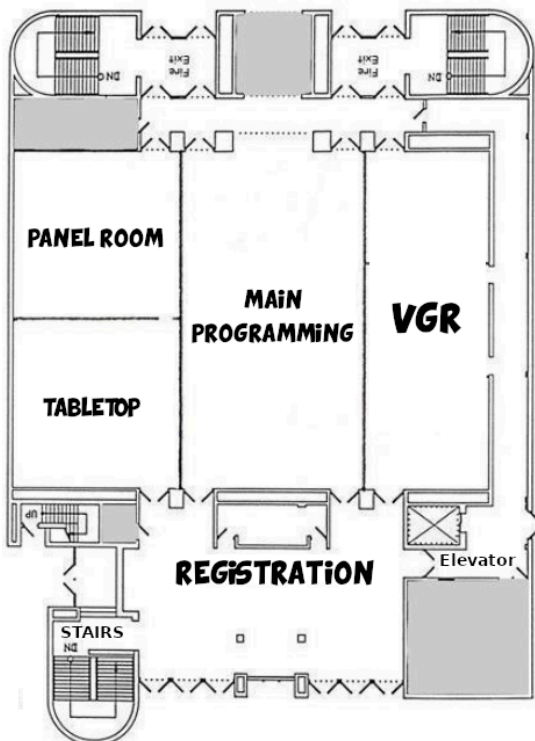 DN
Fire
Exit
Fire
Exit
DN
PANEL ROOM
MAIN
PROGRAMMING
VGR
TABLETOP
UP
Elevator
REGISTRATION
STAIRS
DN